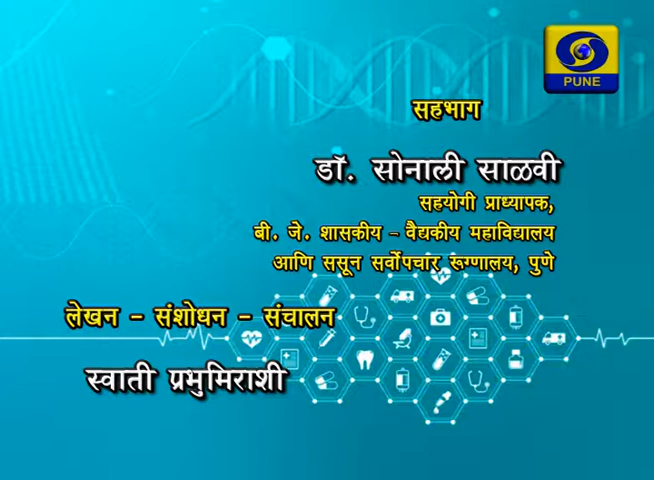 PUNE
सहभाग
डॉ. सोनाली साळवी
सहयोगी प्राध्यापक,
बी. जे. शासकीय - वैद्यकीय महाविद्यालय
आणि ससून सर्वोपचार रूग्णालय, पुणे
लेखन - संशोधन - संचालन
स्वाती प्रभुमिराशी